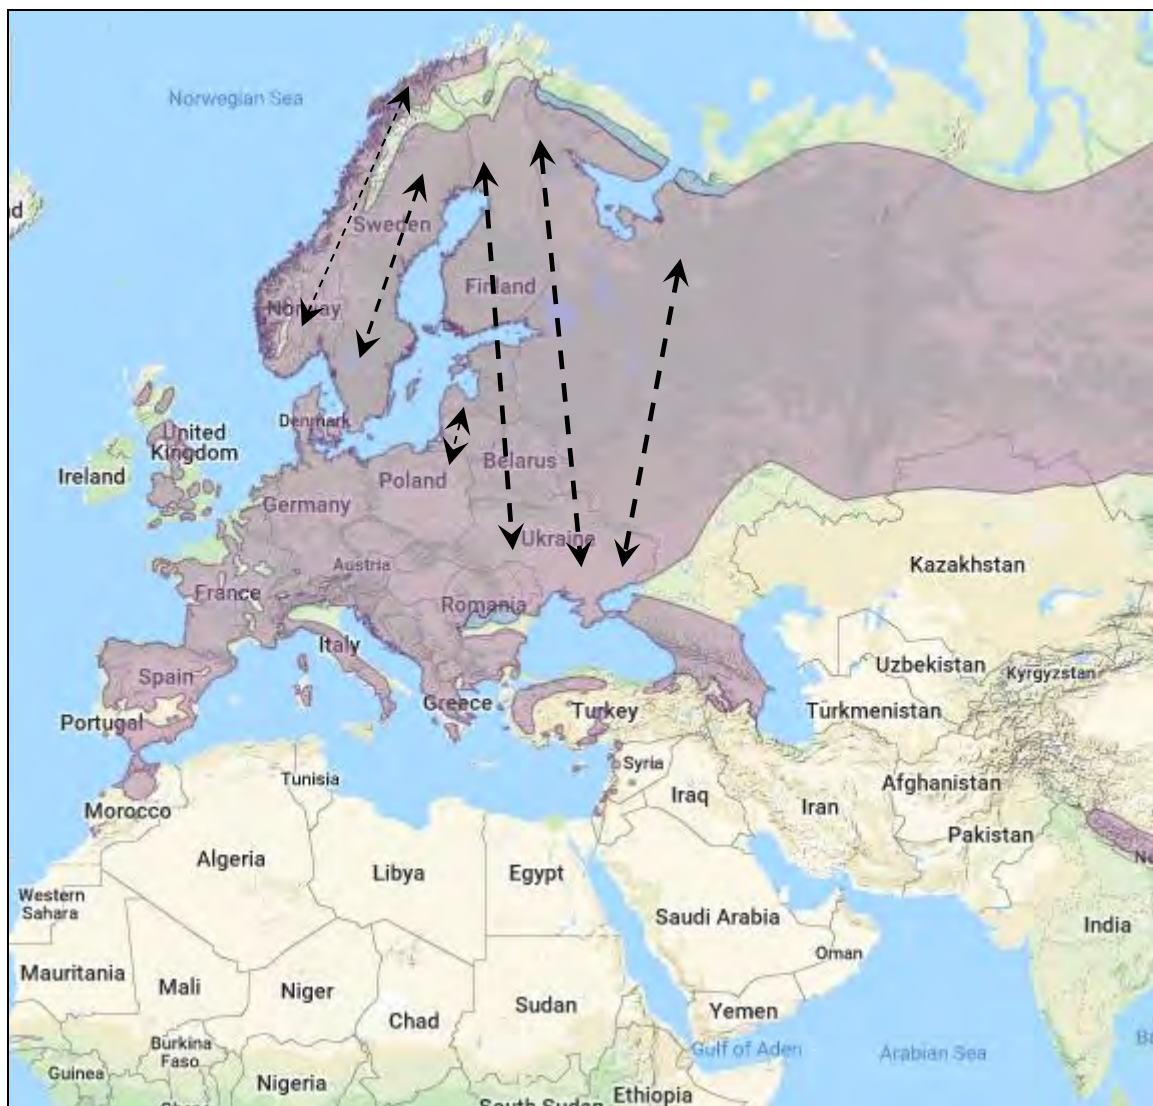 Norwegian Sea
Sweden
Finland
Norway
Denmark
United
Kingdom
Ireland
Belarus
Poland
Germany
Ukraine
Austria
Kazakhstan
France
Romania
Italy
Uzbekistan
Kyrgyzstan
Spain
Greece
Turkey
Turkmenistan
Portugal
Syria
Tunisia
Afghanistan
Iraq
Iran
Morocco
Pakistan
Algeria
Libya
Egypt
Western
Sahara
Saudi Arabia
India
Oman
Mauritania
Mali
Niger
Sudan
Chad
Yemen
Burkina
Faso
Gulf of Aden
Arabian Sea
Guinea
Nigeria
Ethiopia
South Sudan